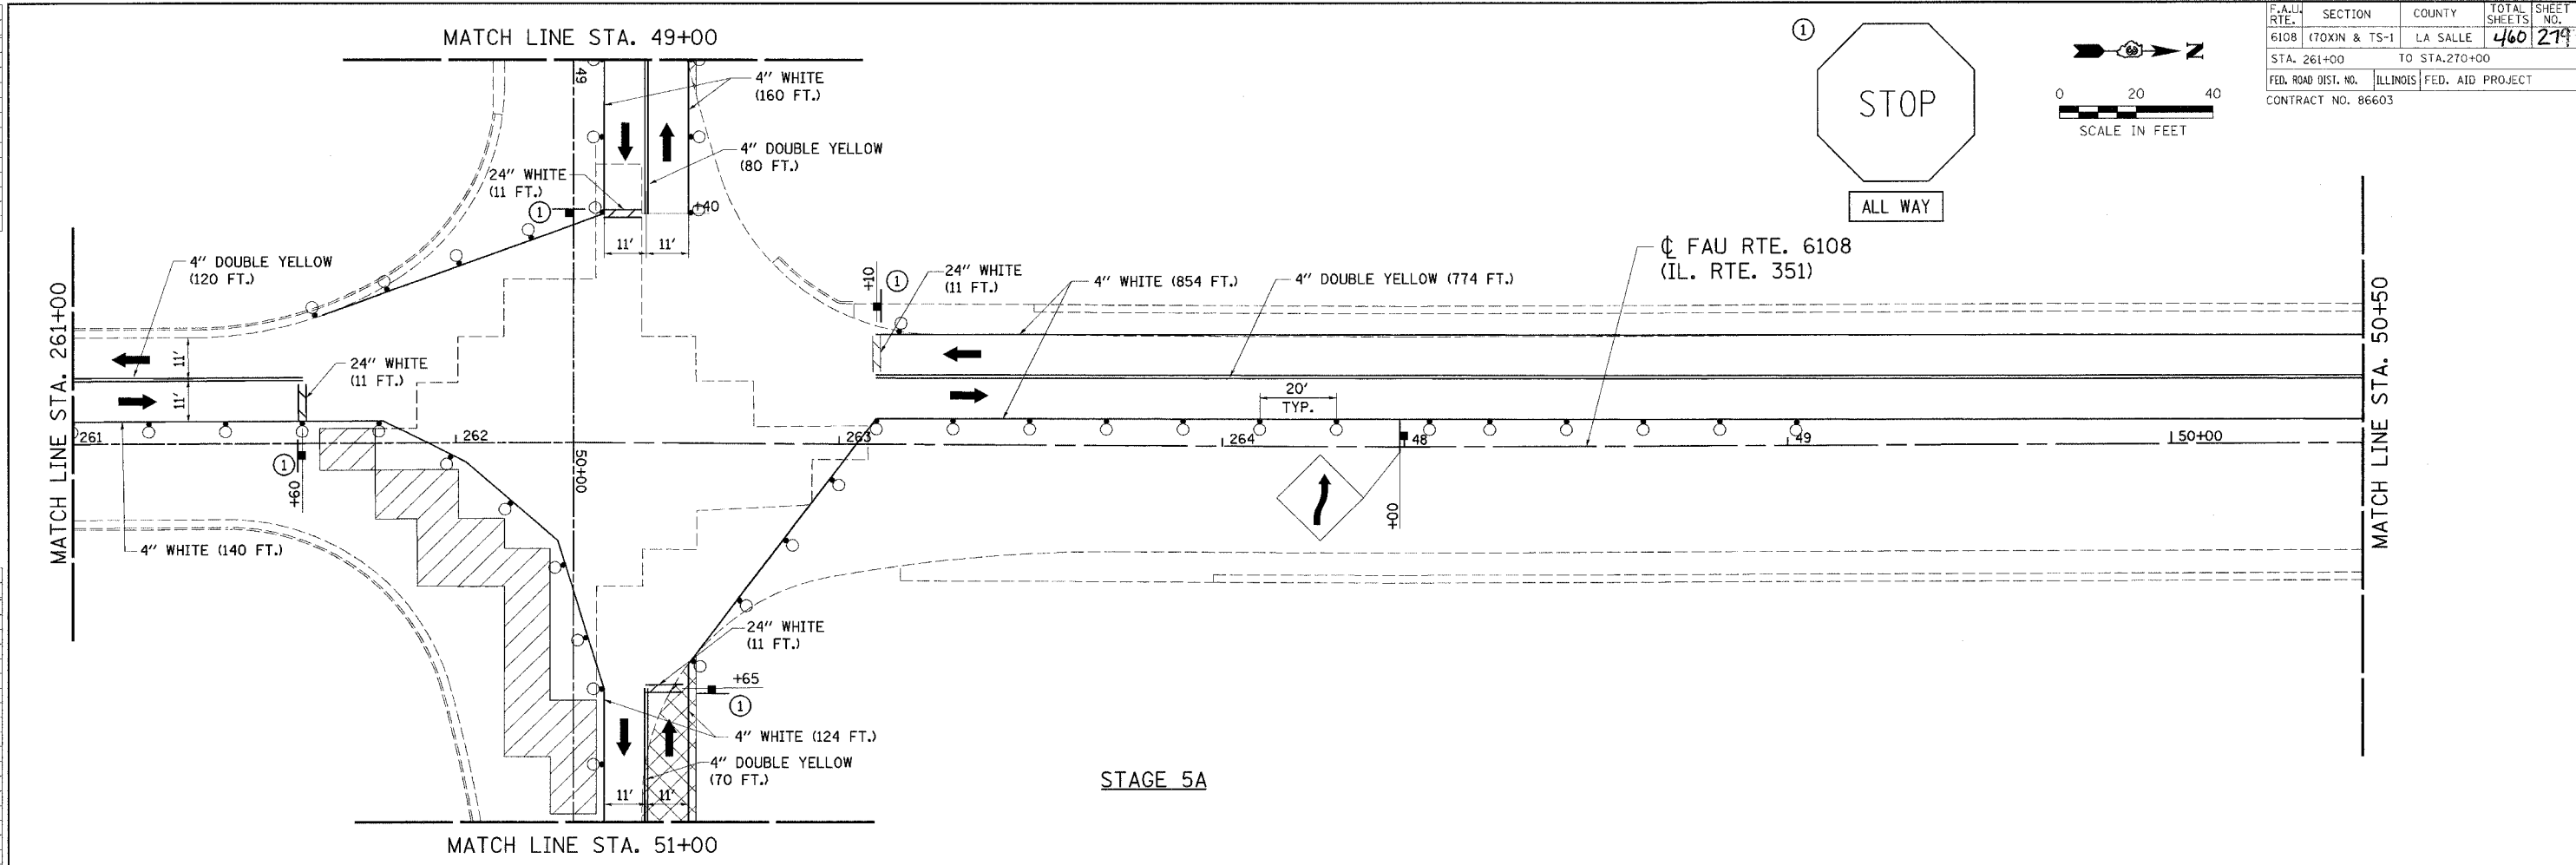 MATCH LINE STA. 49+00
F.A.U. RTE. SECTION COUNTY TOTAL SHEETS SHEET NO.
6108 (70X)N & TS-1 LA SALLE 460 279
STA. 261+00 TO STA.270+00
FED. ROAD DIST. NO. ILLINOIS FED. AID PROJECT
CONTRACT NO. 86603
1
STOP
ALL WAY
N
0 20 40
SCALE IN FEET
49
4" WHITE
(160 FT.)
4" DOUBLE YELLOW
(80 FT.)
24" WHITE
(11 FT.)
1
+40
11' 11'
4" DOUBLE YELLOW
(120 FT.)
+10
1
24" WHITE
(11 FT.)
4" WHITE (854 FT.)
4" DOUBLE YELLOW (774 FT.)
℄ FAU RTE. 6108
(IL. RTE. 351)
MATCH LINE STA. 261+00
11'
11'
24" WHITE
(11 FT.)
20'
TYP.
MATCH LINE STA. 50+50
261
262
263
264
48
49
50+00
1
+60
50+00
+00
4" WHITE (140 FT.)
24" WHITE
(11 FT.)
+65
1
4" WHITE (124 FT.)
4" DOUBLE YELLOW
(70 FT.)
11' 11'
STAGE 5A
MATCH LINE STA. 51+00